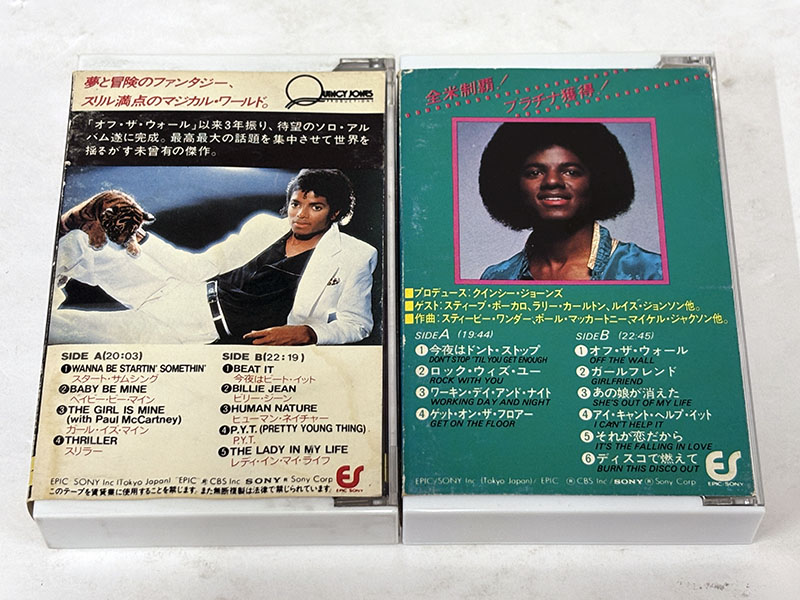 夢と冒険のファンタジー、
スリル満点のマジカル・ワールド。
QUINCY JONES
PRODUCTIONS
「オフ・ザ・ウォール」以来3年振り、待望のソロ・アル
バム遂に完成。最高最大の話題を集中させて世界を
揺るがす未曾有の傑作。
SIDE A(20:03)
❶WANNA BE STARTIN' SOMETHIN'
スタート・サムシング
❷BABY BE MINE
ベイビー・ビー・マイン
❸THE GIRL IS MINE
(with Paul McCartney)
ガール・イズ・マイン
❹THRILLER
スリラー
SIDE B(22:19)
❶BEAT IT
今夜はビート・イット
❷BILLIE JEAN
ビリー・ジーン
❸HUMAN NATURE
ヒューマン・ネイチャー
❹P.Y.T. (PRETTY YOUNG THING)
P.Y.T.
❺THE LADY IN MY LIFE
レディ・イン・マイ・ライフ
EPIC/SONY Inc (Tokyo Japan) "EPIC ® CBS Inc SONY ® Sony Corp
このテープを賃貸業に使用することを禁じます。また無断複製は法律で禁じられています。
ES
EPIC・SONY
全米制覇!
プラチナ獲得!
■プロデュース:クインシー・ジョーンズ
■ゲスト:スティーブ・ポーカロ、ラリー・カールトン、ルイズ・ジョンソン他。
■作曲:スティービー・ワンダー、ポール・マッカートニー、マイケル・ジャクソン他。
SIDE A (19:44)
❶今夜はドント・ストップ
DON'T STOP 'TIL YOU GET ENOUGH
❷ロック・ウィズ・ユー
ROCK WITH YOU
❸ワーキン・デイ・アンド・ナイト
WORKING DAY AND NIGHT
❹ゲット・オン・ザ・フロアー
GET ON THE FLOOR
SIDE B (22:45)
❶オフ・ザ・ウォール
OFF THE WALL
❷ガールフレンド
GIRLFRIEND
❸あの娘が消えた
SHE'S OUT OF MY LIFE
❹アイ・キャント・ヘルプ・イット
I CAN'T HELP IT
❺それが恋だから
IT'S THE FALLING IN LOVE
❻ディスコで燃えて
BURN THIS DISCO OUT
EPIC/SONY Inc (Tokyo Japan)/EPIC ® CBS Inc/SONY ® Sony Corp
ES
EPIC・SONY